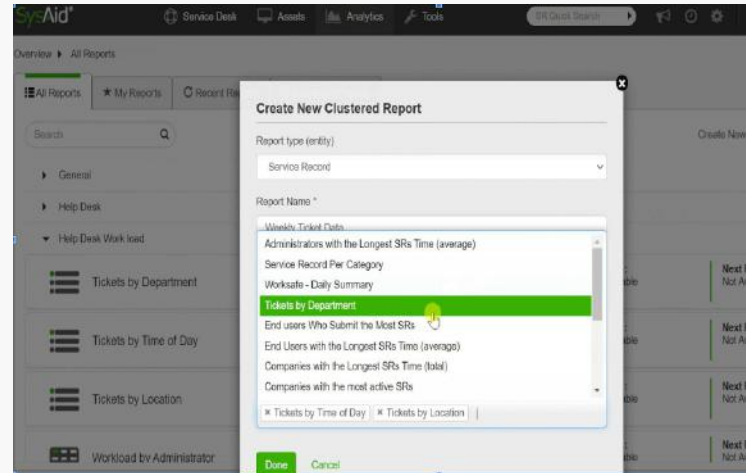 SysAid®
Service Desk
Assets
Analytics
Tools
SR Quick Search
Overview
All Reports
All Reports
My Reports
Recent Re
Search
Create New
General
Help Desk
Help Desk Work load
Tickets by Department
Tickets by Time of Day
Tickets by Location
Workload by Administrator
Create New Clustered Report
Report type (entity)
Service Record
Report Name *
Weekly Ticket Data
Administrators with the Longest SRs Time (average)
Service Record Per Category
Worksafe - Daily Summary
Tickets by Department
End users Who Submit the Most SRs
End Users with the Longest SRs Time (average)
Companies with the Longest SRs Time (total)
Companies with the most active SRs
× Tickets by Time of Day × Tickets by Location
Done Cancel
Next
Not A
Next
Not A
Next
Not A
Next
Not A